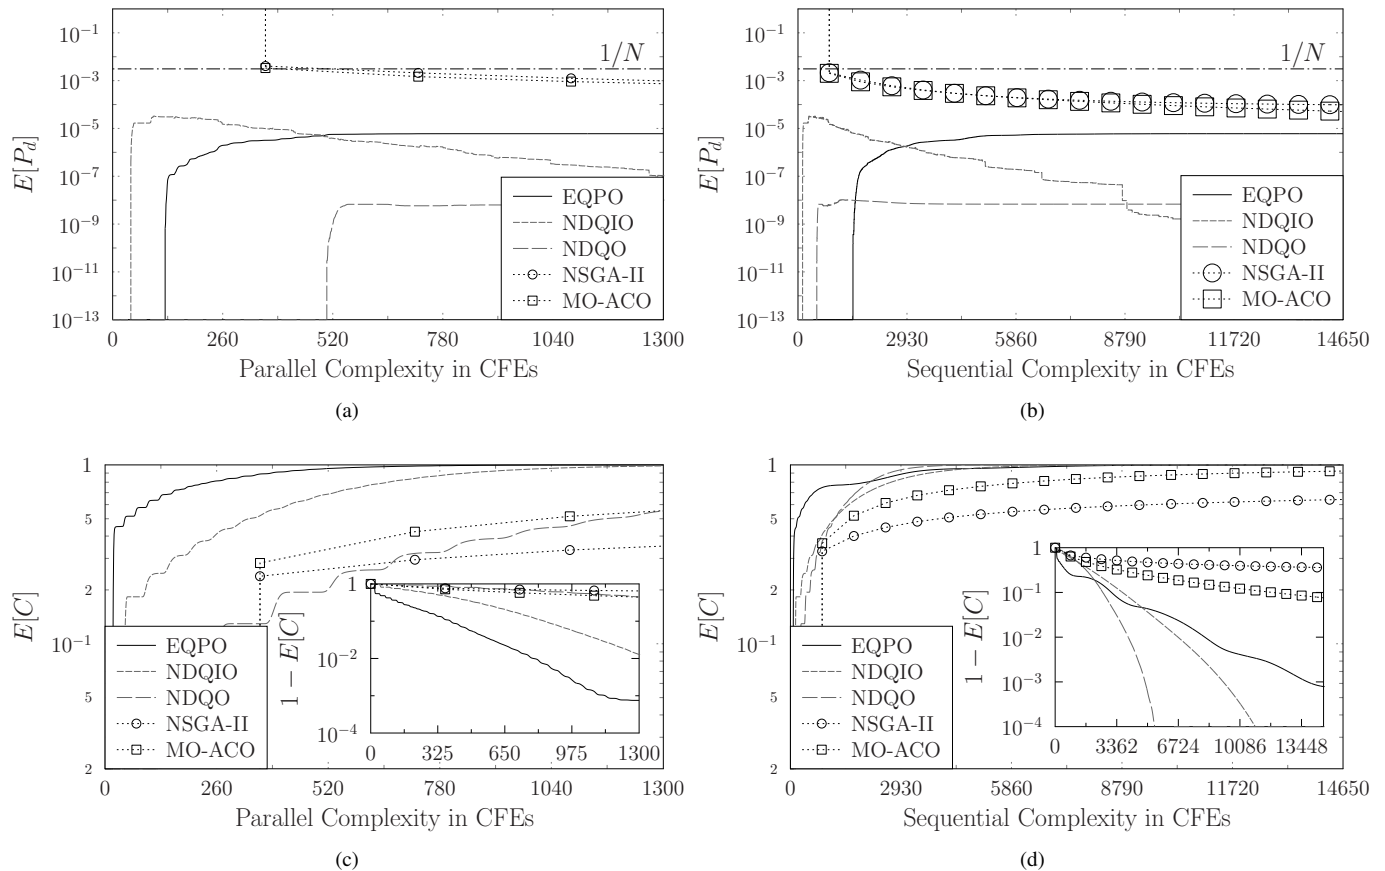 10^{-1}
10^{-3}
10^{-5}
10^{-7}
10^{-9}
10^{-11}
10^{-13}
E[P_d]
1/N
EQPO
NDQIO
NDQO
NSGA-II
MO-ACO
0 260 520 780 1040 1300
Parallel Complexity in CFEs
(a)
10^{-1}
10^{-3}
10^{-5}
10^{-7}
10^{-9}
10^{-11}
10^{-13}
E[P_d]
1/N
EQPO
NDQIO
NDQO
NSGA-II
MO-ACO
0 2930 5860 8790 11720 14650
Sequential Complexity in CFEs
(b)
1
5
2
10^{-1}
5
2
E[C]
EQPO
NDQIO
NDQO
NSGA-II
MO-ACO
1 − E[C]
1
10^{-2}
10^{-4}
0 325 650 975 1300
0 260 520 780 1040 1300
Parallel Complexity in CFEs
(c)
1
5
2
10^{-1}
5
2
E[C]
EQPO
NDQIO
NDQO
NSGA-II
MO-ACO
1 − E[C]
1
10^{-1}
10^{-2}
10^{-3}
10^{-4}
0 3362 6724 10086 13448
0 2930 5860 8790 11720 14650
Sequential Complexity in CFEs
(d)